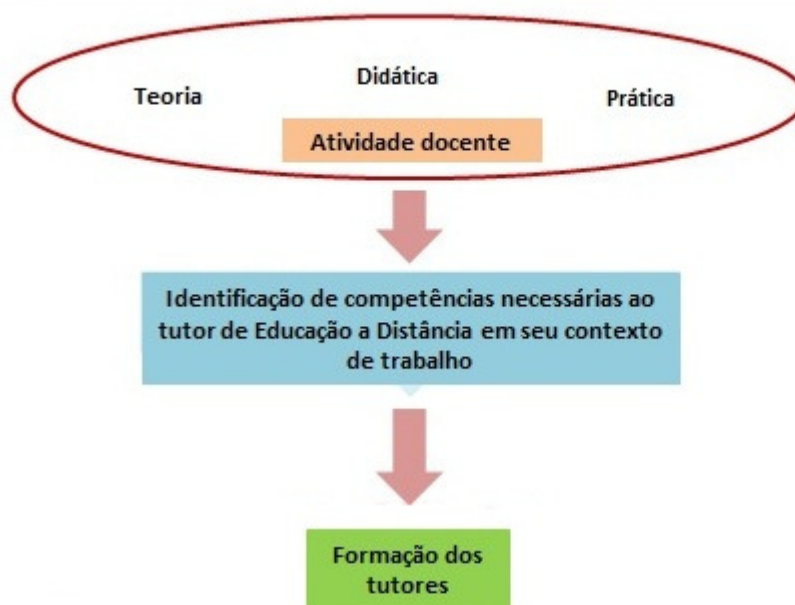 Didática
Teoria
Prática
Atividade docente
Identificação de competências necessárias ao
tutor de Educação a Distância em seu contexto
de trabalho
Formação dos
tutores